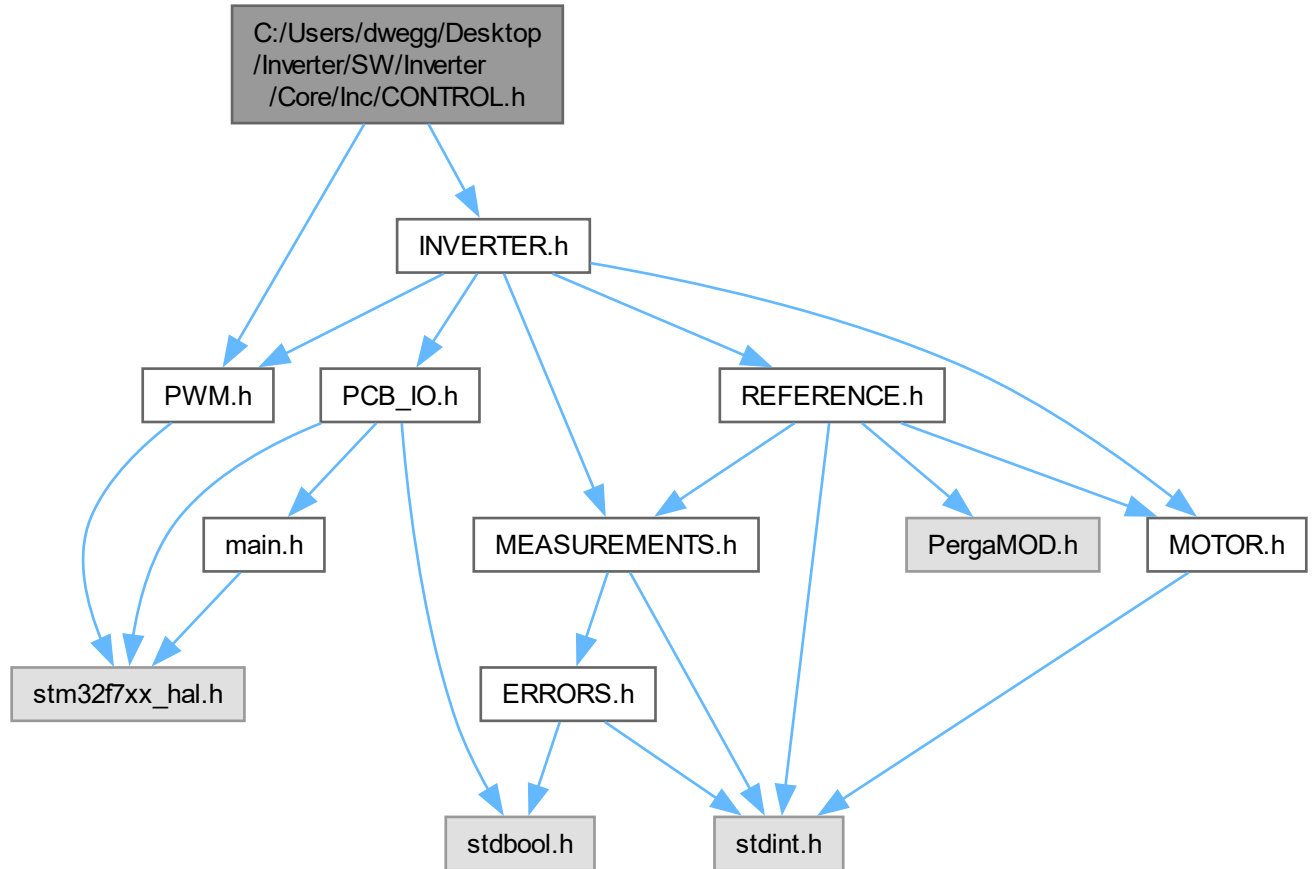 C:/Users/dwegg/Desktop
/Inverter/SW/Inverter
/Core/Inc/CONTROL.h
INVERTER.h
PWM.h
PCB_IO.h
REFERENCE.h
main.h
MEASUREMENTS.h
PergaMOD.h
MOTOR.h
stm32f7xx_hal.h
ERRORS.h
stdbool.h
stdint.h